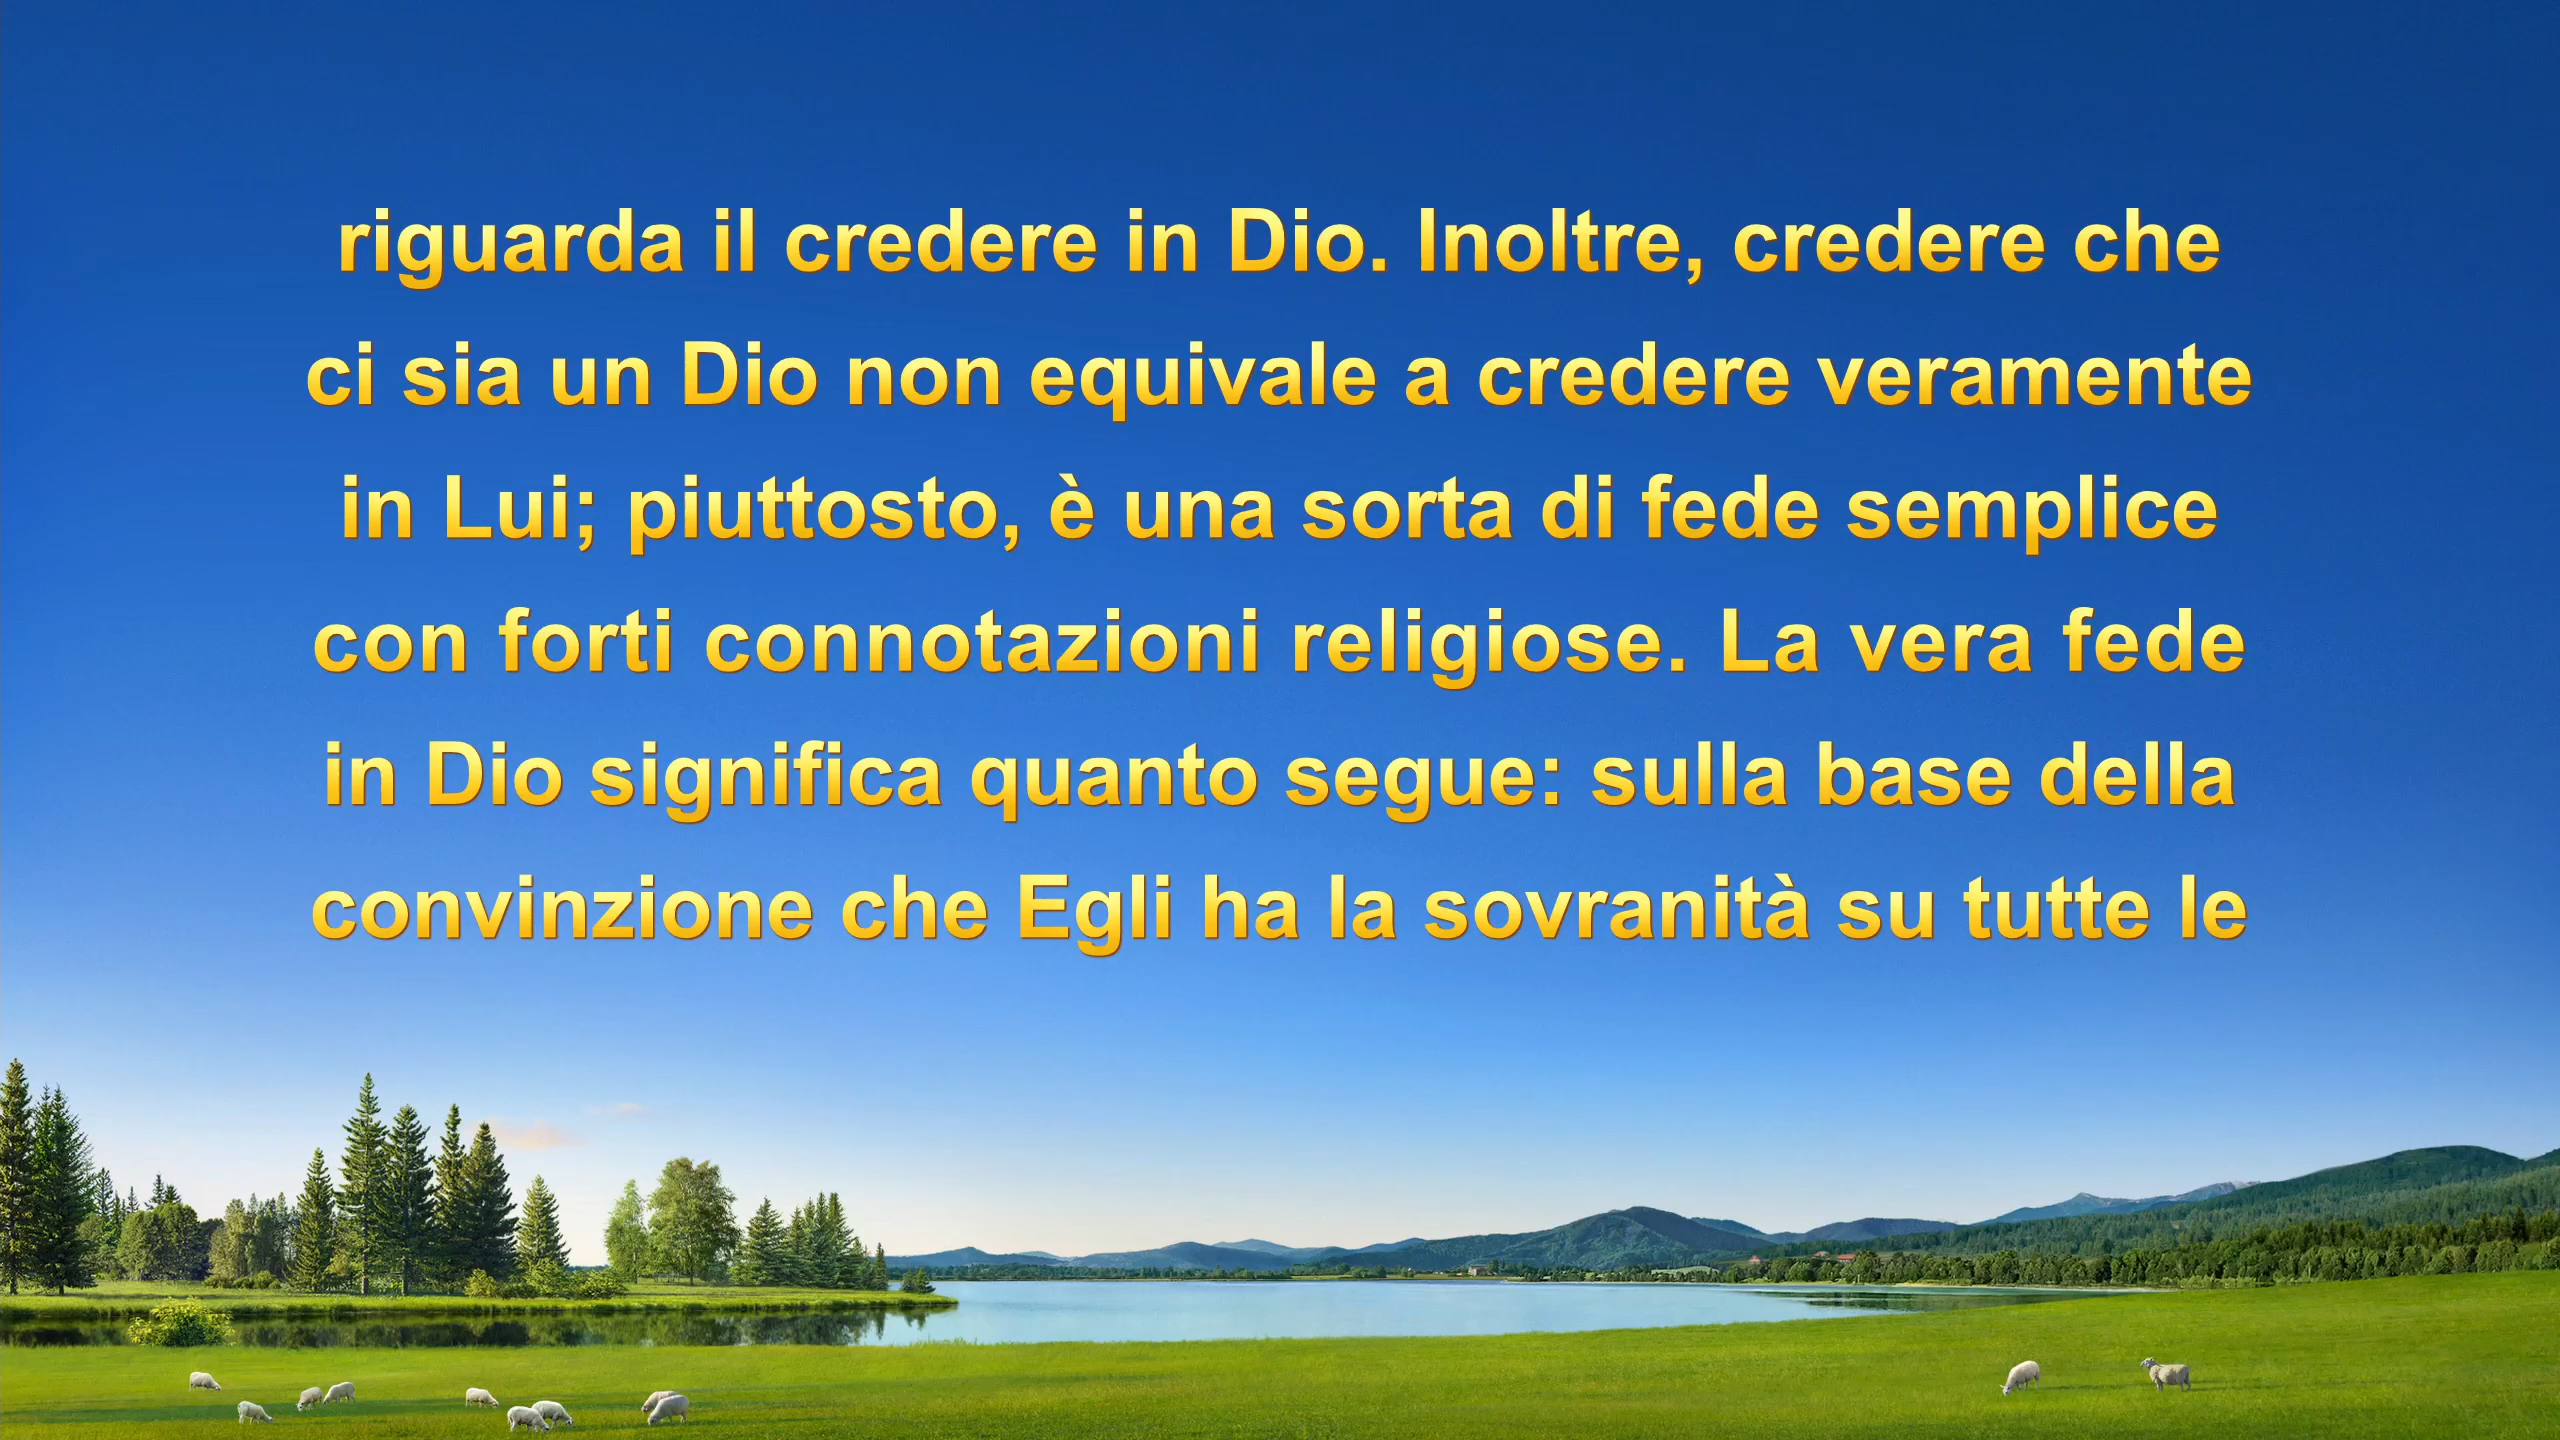 riguarda il credere in Dio. Inoltre, credere che
ci sia un Dio non equivale a credere veramente
in Lui; piuttosto, è una sorta di fede semplice
con forti connotazioni religiose. La vera fede
in Dio significa quanto segue: sulla base della
convinzione che Egli ha la sovranità su tutte le